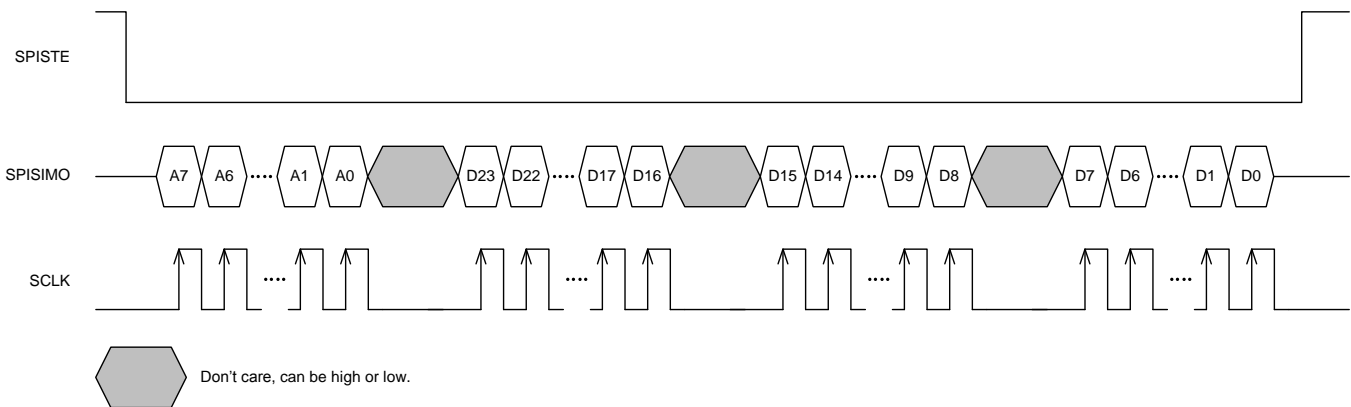 SPISTE
SPISIMO A7 A6 .... A1 A0 D23 D22 .... D17 D16 D15 D14 .... D9 D8 D7 D6 .... D1 D0
SCLK .... .... .... ....
Don't care, can be high or low.